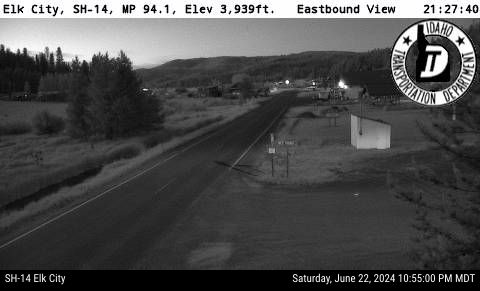 Elk City, SH-14, MP 94.1, Elev 3,939ft. Eastbound View 21:27:40
IDAHO
TRANSPORTATION DEPARTMENT
SH-14 Elk City Saturday, June 22, 2024 10:55:00 PM MDT